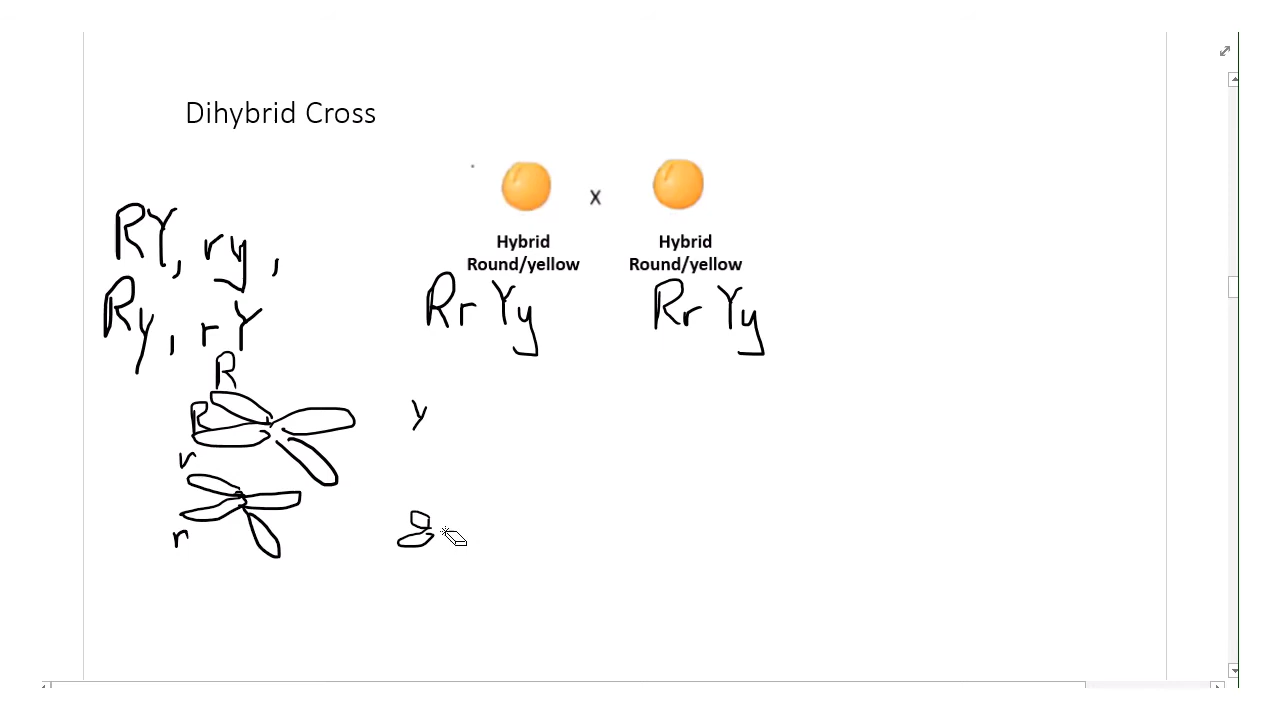 Dihybrid Cross
x
Hybrid Hybrid
Round/yellow Round/yellow
RY, ry,
Ry, rY
RrYy RrYy
R
R
y
r
r